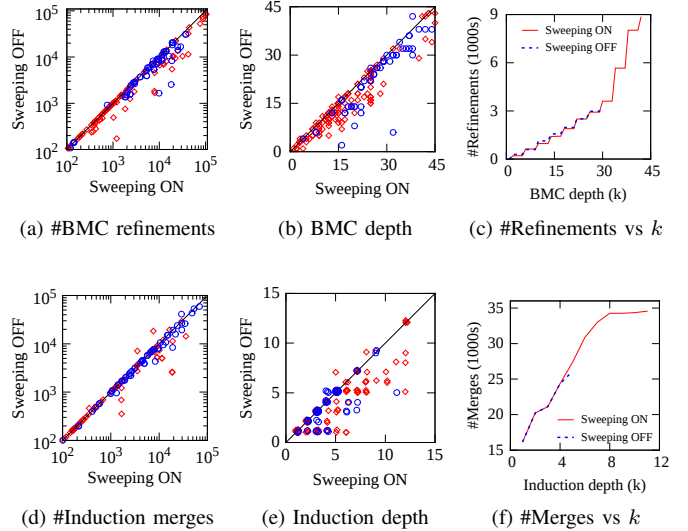 10^5
10^4
10^3
10^2
10^2 10^3 10^4 10^5
Sweeping OFF
Sweeping ON
(a) #BMC refinements
45
30
15
0
0 15 30 45
Sweeping OFF
Sweeping ON
(b) BMC depth
9
6
3
0
0 15 30 45
#Refinements (1000s)
BMC depth (k)
Sweeping ON
Sweeping OFF
(c) #Refinements vs k
10^5
10^4
10^3
10^2
10^2 10^3 10^4 10^5
Sweeping OFF
Sweeping ON
(d) #Induction merges
15
10
5
0
0 5 10 15
Sweeping OFF
Sweeping ON
(e) Induction depth
35
30
25
20
15
0 4 8 12
#Merges (1000s)
Induction depth (k)
Sweeping ON
Sweeping OFF
(f) #Merges vs k